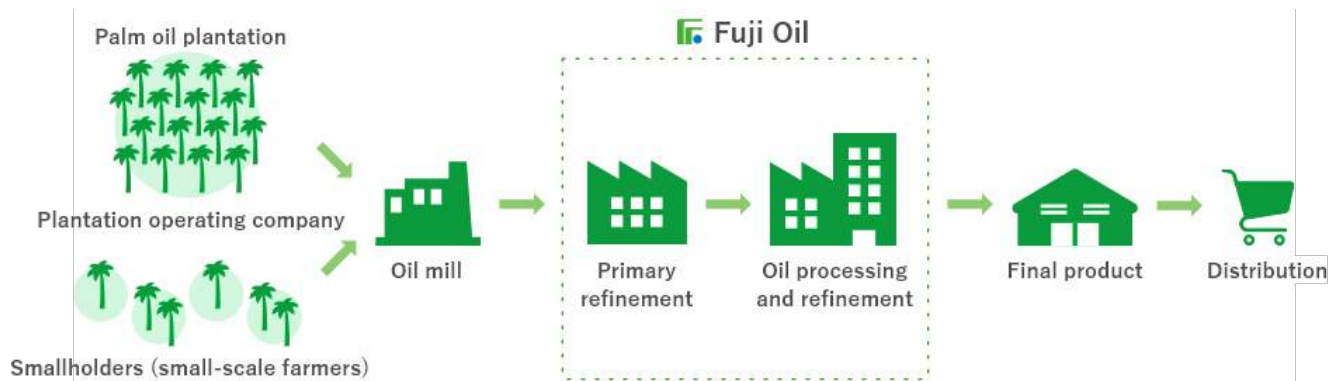 Fuji Oil
Palm oil plantation
Plantation operating company
Smallholders (small-scale farmers)
Oil mill
Primary
refinement
Oil processing
and refinement
Final product
Distribution